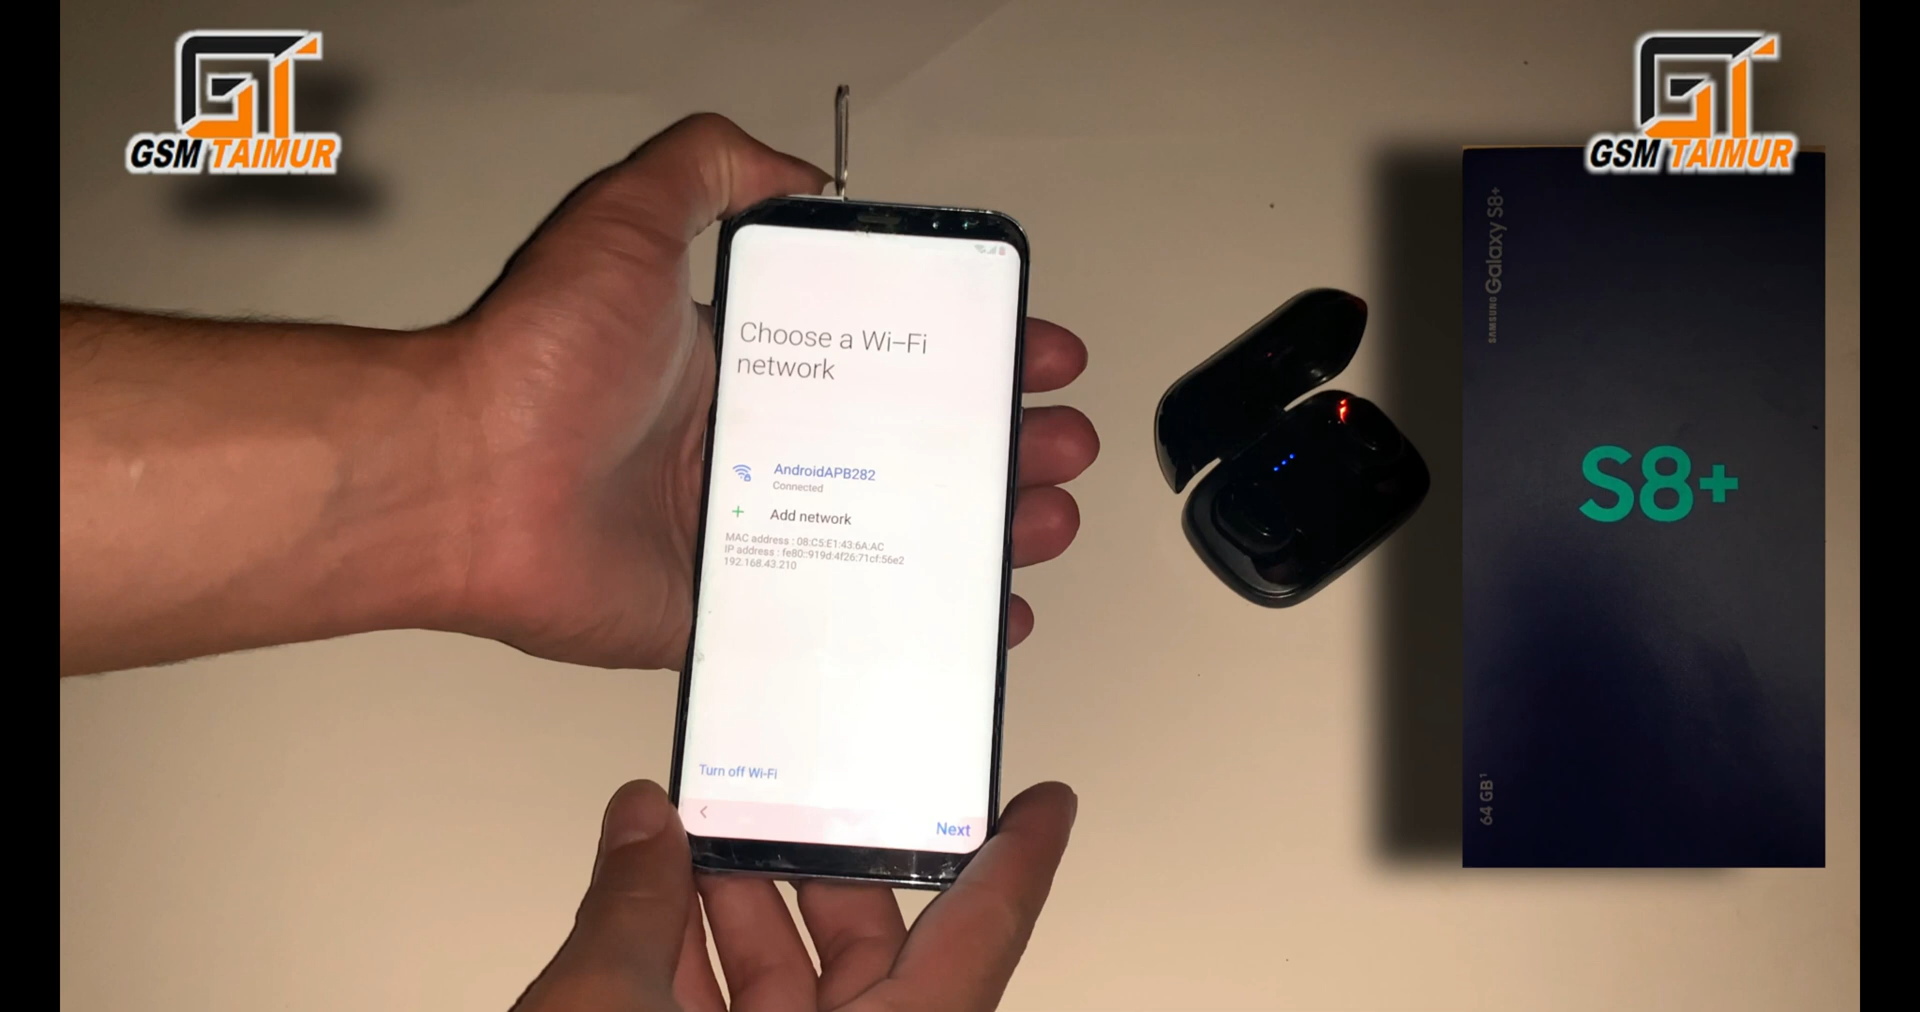 GSM TAIMUR
GSM TAIMUR
Choose a Wi-Fi
network
AndroidAPB282
Connected
+ Add network
MAC address : 08:C5:E1:43:6A:AC
IP address : fe80::919d:4f26:71cf:56e2
192.168.43.210
Turn off Wi-Fi
< Next
SAMSUNG Galaxy S8+
S8+
64 GB¹